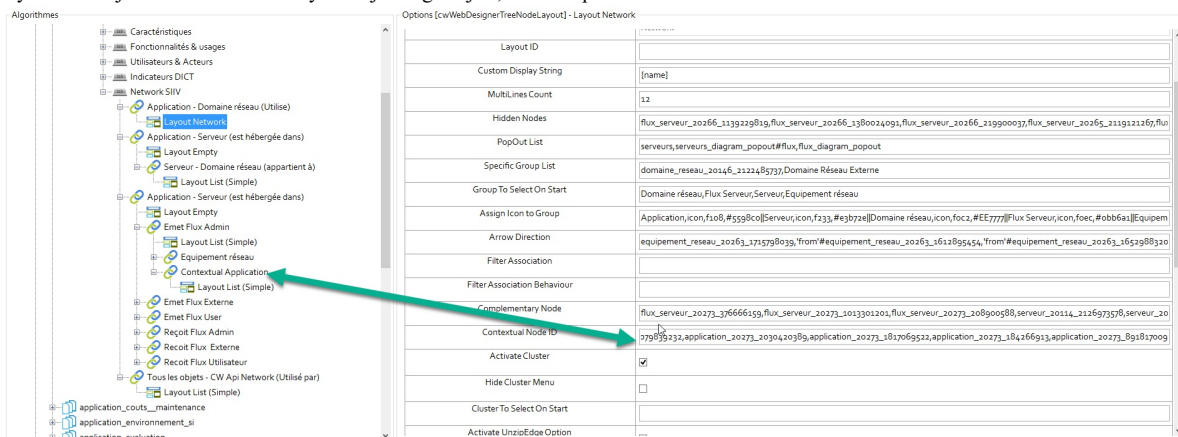 Algorithmes
Caractéristiques
Fonctionnalités & usages
Utilisateurs & Acteurs
Indicateurs DICT
Network SIIV
Application - Domaine réseau (Utilise)
Layout Network
Application - Serveur (est hébergée dans)
Layout Empty
Serveur - Domaine réseau (appartient à)
Layout List (Simple)
Application - Serveur (est hébergée dans)
Layout Empty
Emet Flux Admin
Layout List (Simple)
Equipement réseau
Contextual Application
Layout List (Simple)
Emet Flux Externe
Emet Flux User
Reçoit Flux Admin
Recoit Flux Externe
Recoit Flux Utilisateur
Tous les objets - CW Api Network (Utilisé par)
Layout List (Simple)
application_couts__maintenance
application_environnement_si
application_evaluation
Options [cwWebDesignerTreeNodeLayout] - Layout Network
Layout ID
Custom Display String {name}
MultiLines Count 12
Hidden Nodes flux_serveur_20266_1139229819,flux_serveur_20266_1380024091,flux_serveur_20266_219900037,flux_serveur_20265_2119121267,flu
PopOut List serveurs,serveurs_diagram_popout#flux,flux_diagram_popout
Specific Group List domaine_reseau_20146_2122485737,Domaine Réseau Externe
Group To Select On Start Domaine réseau,Flux Serveur,Serveur,Equipement réseau
Assign Icon to Group Application,icon,f108,#5598c0||Serveur,icon,f233,#e3b72e||Domaine réseau,icon,f0c2,#EE7777||Flux Serveur,icon,f0ec,#0bb6a1||Equipem
Arrow Direction equipement_reseau_20263_1715798039,'from'#equipement_reseau_20263_1612895454,'from'#equipement_reseau_20263_1652988320
Filter Association
Filter Association Behaviour
Complementary Node flux_serveur_20273_376666159,flux_serveur_20273_1013301201,flux_serveur_20273_208900588,serveur_20114_2126973578,serveur_20
Contextual Node ID 079839232,application_20273_2030420389,application_20273_1817069522,application_20273_184266913,application_20273_891817009
Activate Cluster
Hide Cluster Menu
Cluster To Select On Start
Activate UnzipEdge Option